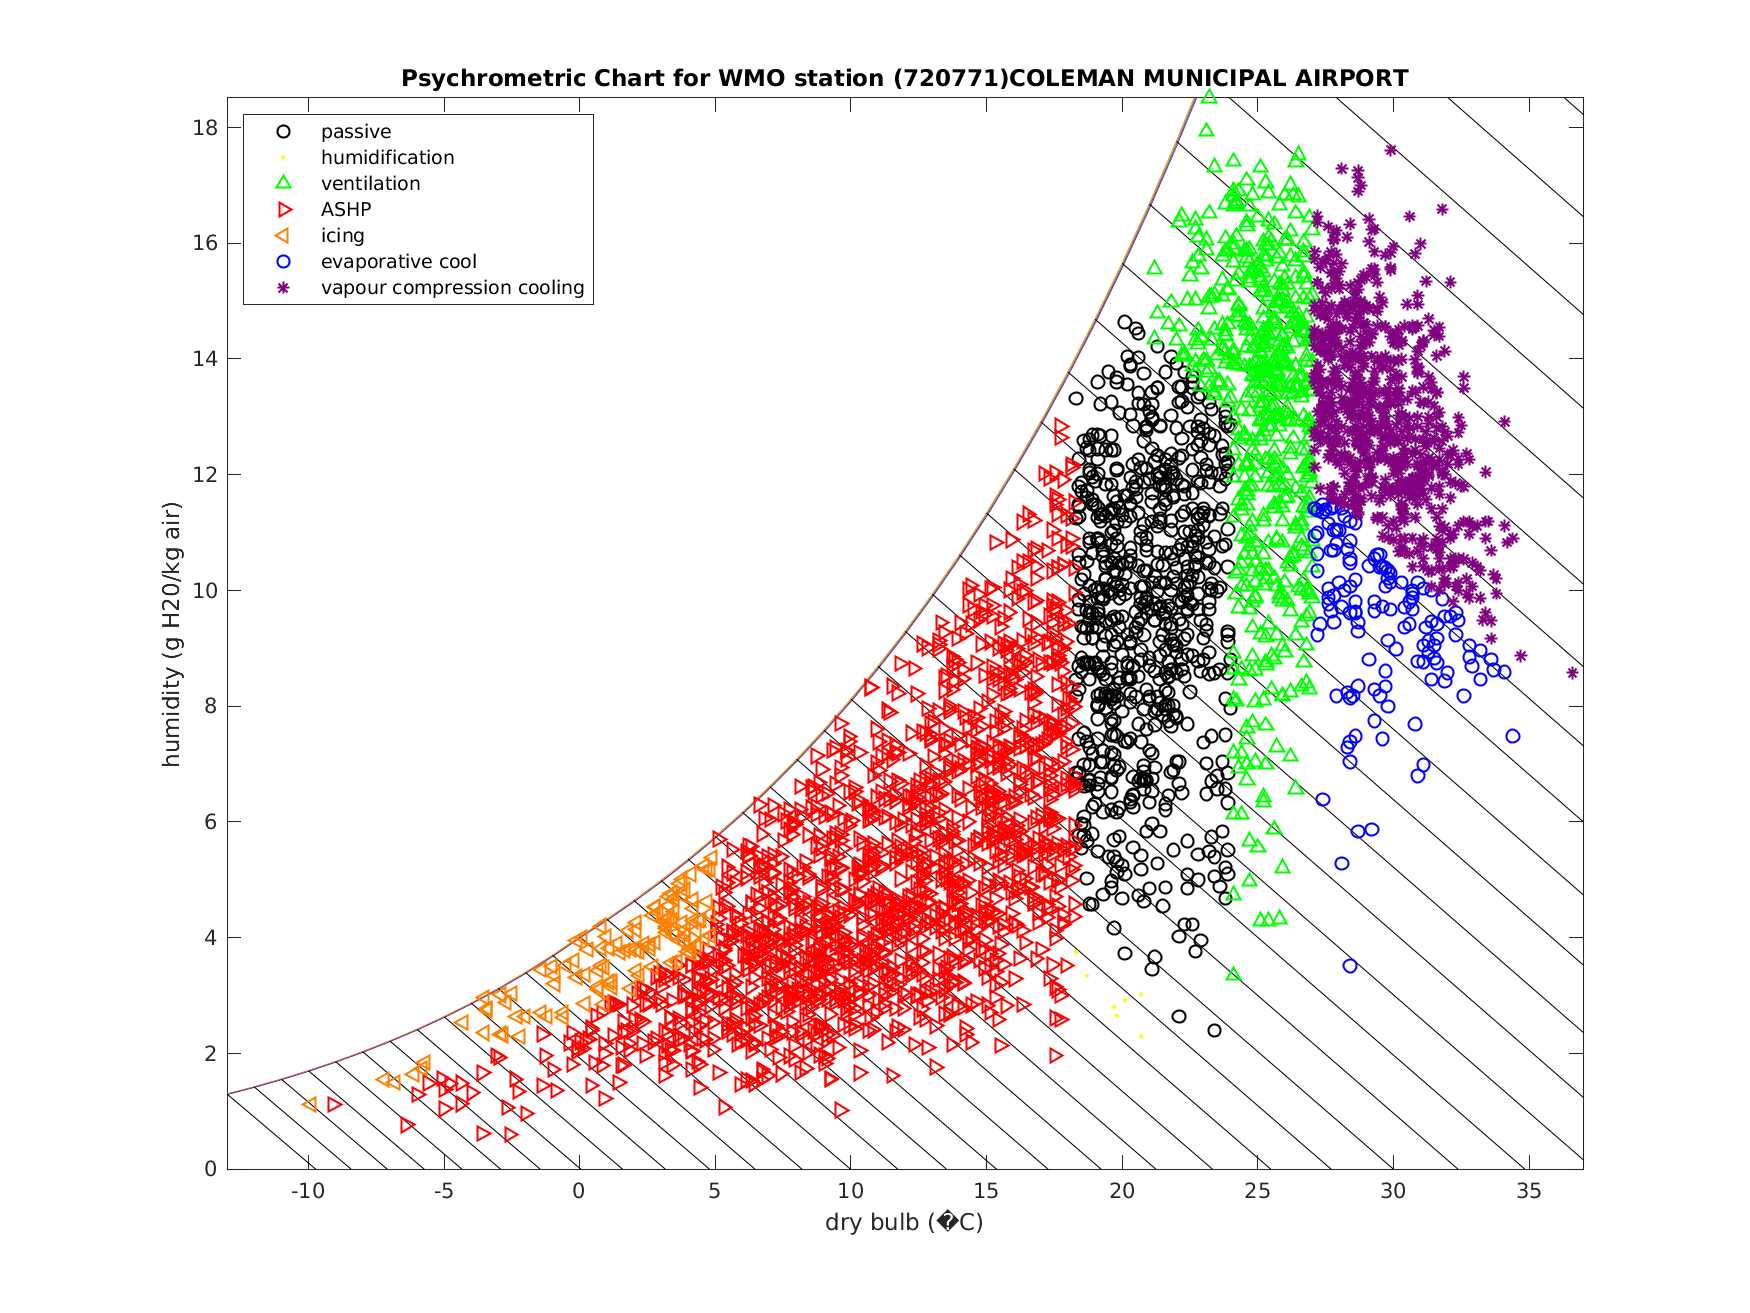 Psychrometric Chart for WMO station (720771)COLEMAN MUNICIPAL AIRPORT
passive
humidification
ventilation
ASHP
icing
evaporative cool
vapour compression cooling
humidity (g H20/kg air)
18
16
14
12
10
8
6
4
2
0
-10 -5 0 5 10 15 20 25 30 35
dry bulb (�C)